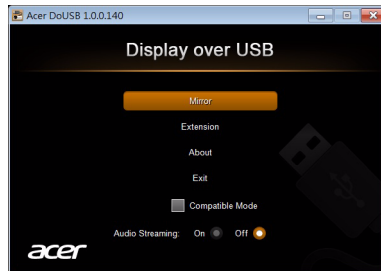 Acer DoUSB 1.0.0.140
Display over USB
Mirror
Extension
About
Exit
Compatible Mode
Audio Streaming: On Off
acer